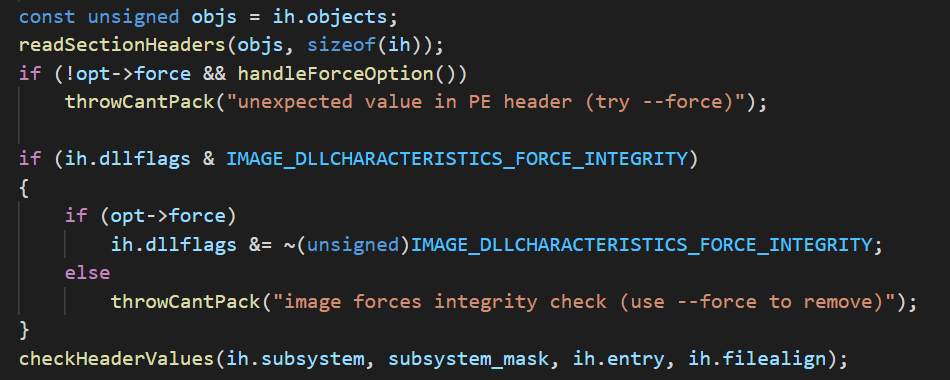 const unsigned objs = ih.objects;
readSectionHeaders(objs, sizeof(ih));
if (!opt->force && handleForceOption())
    throwCantPack("unexpected value in PE header (try --force)");

if (ih.dllflags & IMAGE_DLLCHARACTERISTICS_FORCE_INTEGRITY)
{
    if (opt->force)
        ih.dllflags &= ~(unsigned)IMAGE_DLLCHARACTERISTICS_FORCE_INTEGRITY;
    else
        throwCantPack("image forces integrity check (use --force to remove)");
}
checkHeaderValues(ih.subsystem, subsystem_mask, ih.entry, ih.filealign);